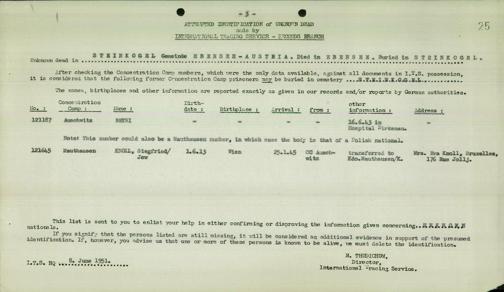 - 3 -
25
ATTEMPTED IDENTIFICATION of UNKNOWN DEAD
made by
INTERNATIONAL TRACING SERVICE - RECORDS BRANCH
Unknown dead in STEINKOGEL Gemeinde EBENSEE-AUSTRIA. Died in EBENSEE. Buried in STEINKOGEL.
After checking the Concentration Camp numbers, which were the only data available, against all documents in I.T.S. possession,
it is considered that the following former Concentration Camp prisoners may be buried in cemetery STEINKOGEL
The names, birthplaces and other information are reported exactly as given in our records and/or reports by German authorities.
No.: Concentration Camp: Name: Birth-date: Birthplace: Arrival: from: other information: Address:
121187 Auschwitz - - - - 16.6.43 in Hospital Birkenau. -
Note: This number could also be a Mauthausen number, in which case the body is that of a Polish national.
121645 Mauthausen KNOLL, Siegfried/ Jew 1.6.13 Wien 25.1.45 CC Auschwitz transferred to Kdo.Mauthausen/K. Mrs. Eva Knoll, Bruxelles, 176 Rue
This list is sent to you to enlist your help in either confirming or disproving the information given concerning
nationals.
If you signify that the persons listed are still missing, it will be considered as additional evidence in support of the presumed
identification. If, however, you advise us that one or more of these persons is known to be alive, we must delete the identification.
I.T.S. HQ 8. June 1951.
M. THUDICHUM,
Director,
International Tracing Service.